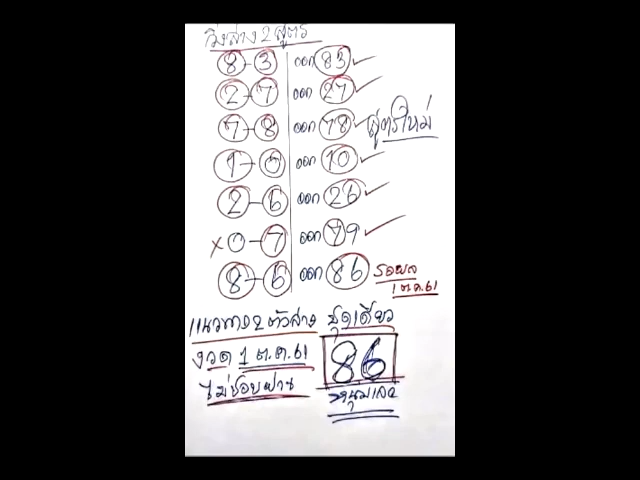 วิ่งล่าง 2 สูตร
8-3 ออก 83 ✓
2-7 ออก 27 ✓
7-8 ออก 78 ✓ สูตรใหม่
1-0 ออก 10 ✓
2-6 ออก 26 ✓
×0-7 ออก 79 ✓
8-6 ออก 86 รอผล
1 ต.ค.61
แนวทาง 2 ตัวล่าง ชุดเดียว
งวด 1 ต.ค.61 86
ไม่ชอบผ่าน